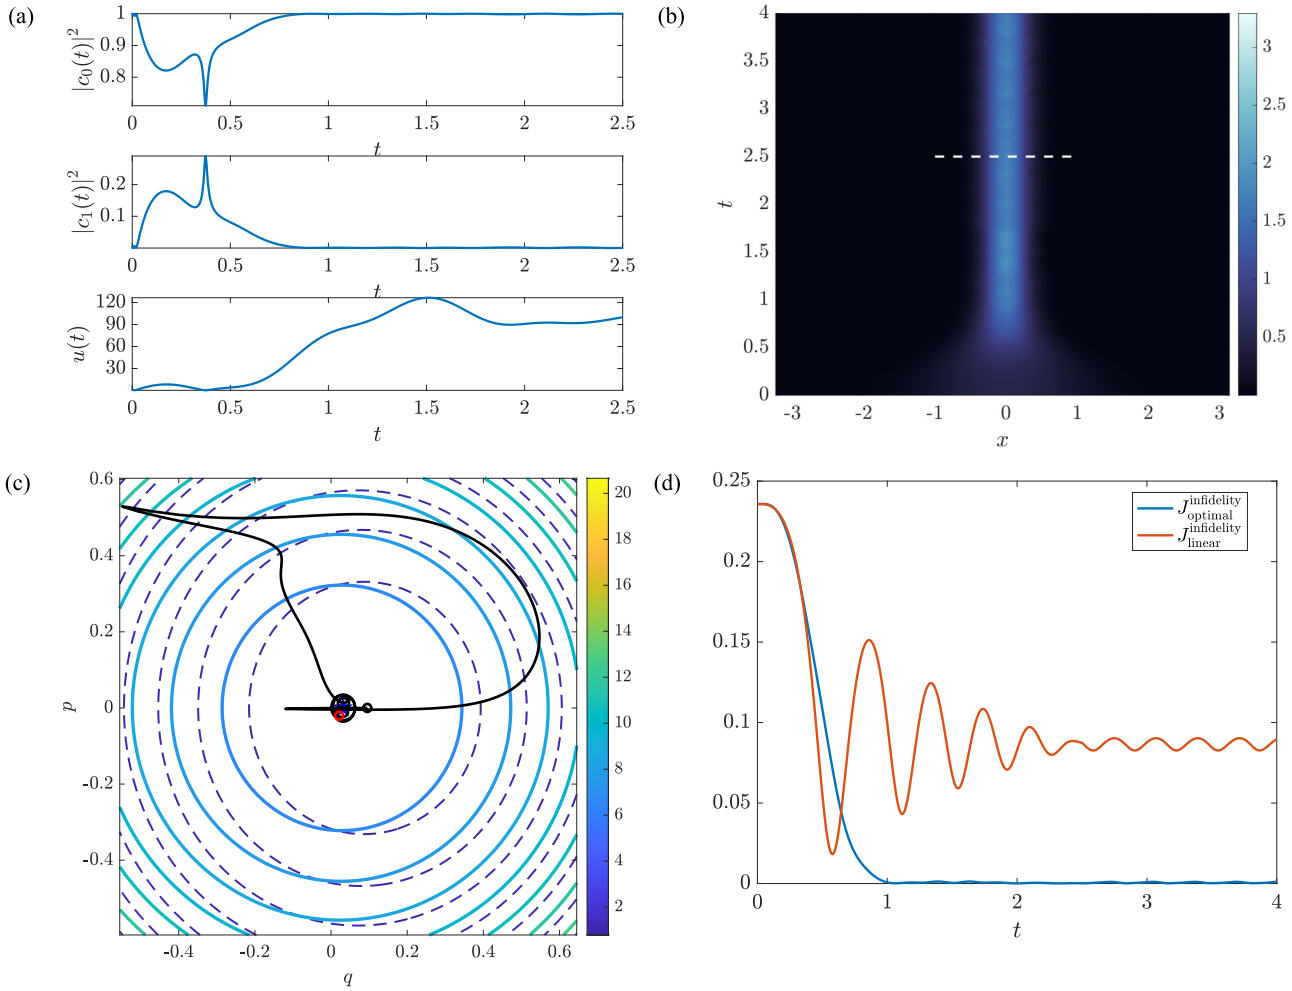 (a)
|c₀(t)|²
1
0.9
0.8
0 0.5 1 1.5 2 2.5
t
|c₁(t)|²
0.2
0.1
0 0.5 1 1.5 2 2.5
t
u(t)
120
90
60
30
0 0.5 1 1.5 2 2.5
t
(b)
t
4
3.5
3
2.5
2
1.5
1
0.5
0
-3 -2 -1 0 1 2 3
x
3
2.5
2
1.5
1
0.5
(c)
p
0.6
0.4
0.2
0
-0.2
-0.4
-0.4 -0.2 0 0.2 0.4 0.6
q
20
18
16
14
12
10
8
6
4
2
(d)
0.25
0.2
0.15
0.1
0.05
0
0 1 2 3 4
t
J^infidelity_optimal
J^infidelity_linear